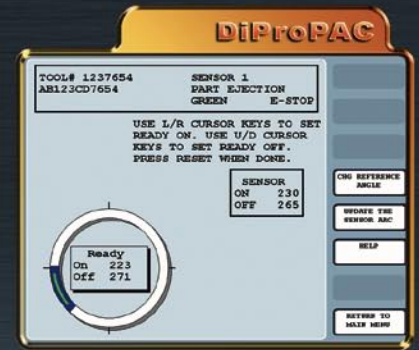 DiProPAC
TOOL# 1237654 SENSOR 1
AB123CD7654 PART EJECTION
GREEN E-STOP
USE L/R CURSOR KEYS TO SET
READY ON. USE U/D CURSOR
KEYS TO SET READY OFF.
PRESS RESET WHEN DONE.
SENSOR
ON 230
OFF 265
CHG REFERENCE
ANGLE
UPDATE THE
SENSOR ARC
HELP
Ready
On 223
Off 271
RETURN TO
MAIN MENU